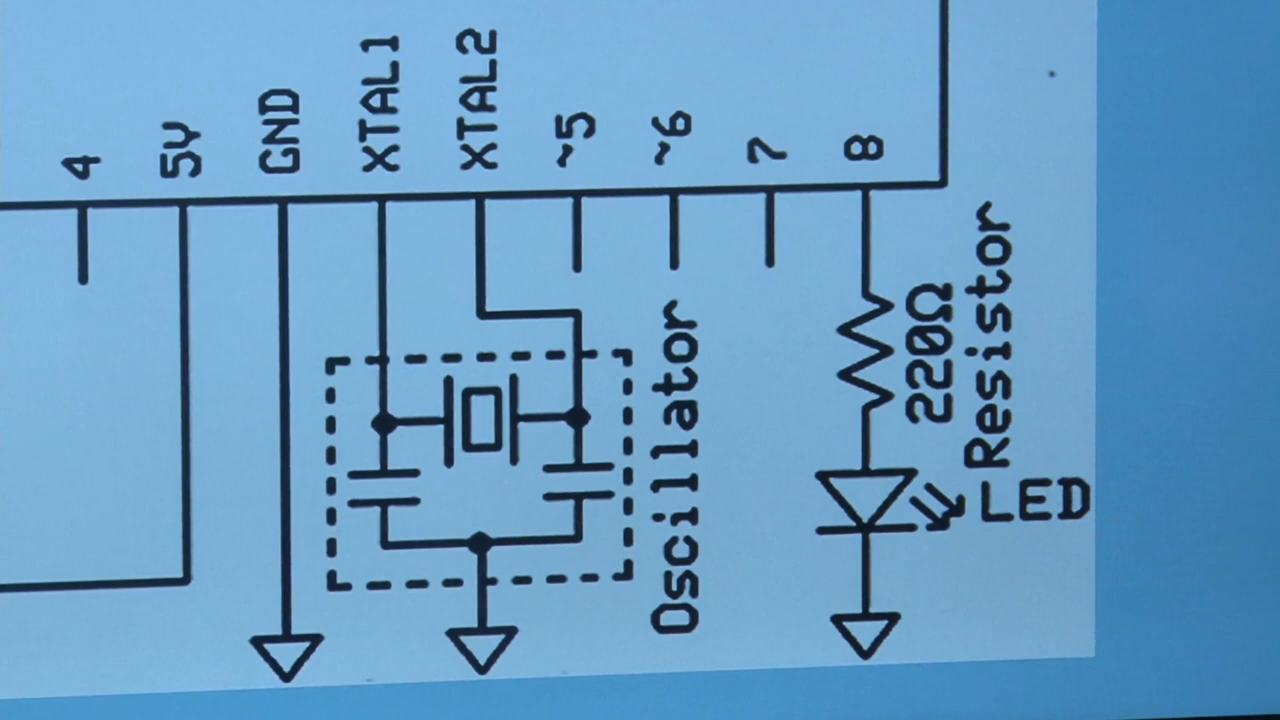 4
5V
GND
XTAL1
XTAL2
~5
~6
7
8
Oscillator
220Ω
Resistor
LED